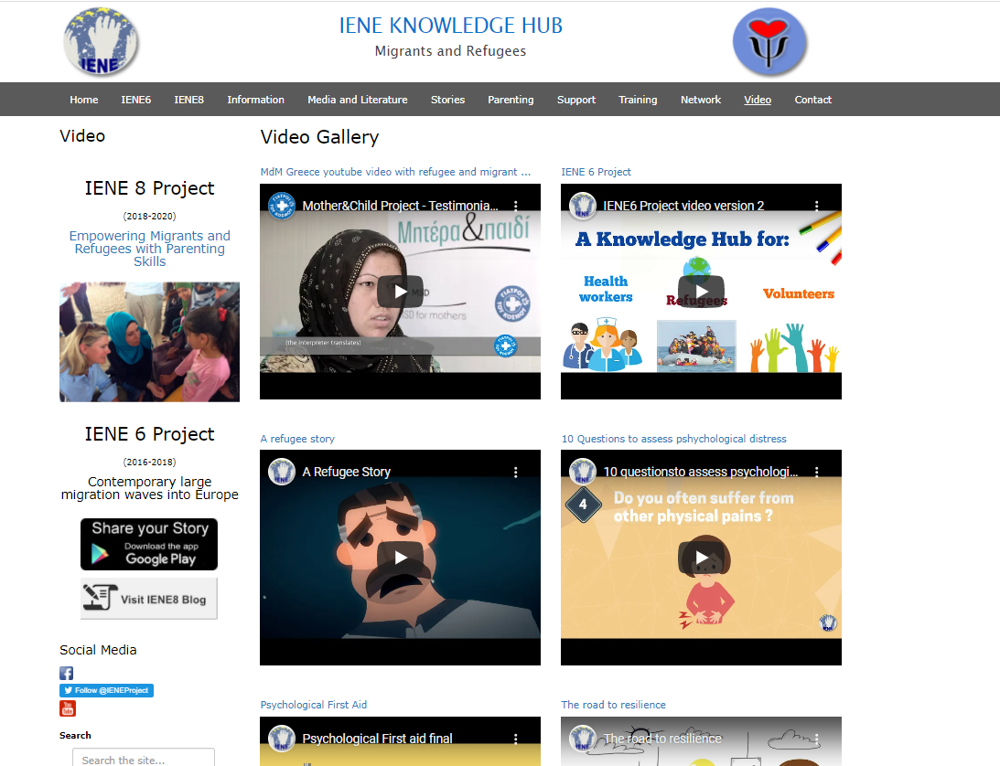 IENE
IENE KNOWLEDGE HUB
Migrants and Refugees
Home IENE6 IENE8 Information Media and Literature Stories Parenting Support Training Network Video Contact
Video
IENE 8 Project
(2018-2020)
Empowering Migrants and
Refugees with Parenting
Skills
IENE 6 Project
(2016-2018)
Contemporary large
migration waves into Europe
Share your Story
Download the app
Google Play
Visit IENE8 Blog
Social Media
Follow @IENEProject
You
Tube
Search
Search the site...
Video Gallery
MdM Greece youtube video with refugee and migrant ...
Mother&Child Project - Testimonia...
Μητέρα&παιδί
MSD
MSD for mothers
ΓΙΑΤΡΟΙ
ΤΟΥ ΚΟΣΜΟΥ
(the interpreter translates)
IENE 6 Project
IENE6 Project video version 2
A Knowledge Hub for:
Health
workers
Refugees
Volunteers
A refugee story
A Refugee Story
10 Questions to assess pshychological distress
10 questionsto assess psychologi...
4
Do you often suffer from
other physical pains ?
Psychological First Aid
Psychological First aid final
The road to resilience
The road to resilience